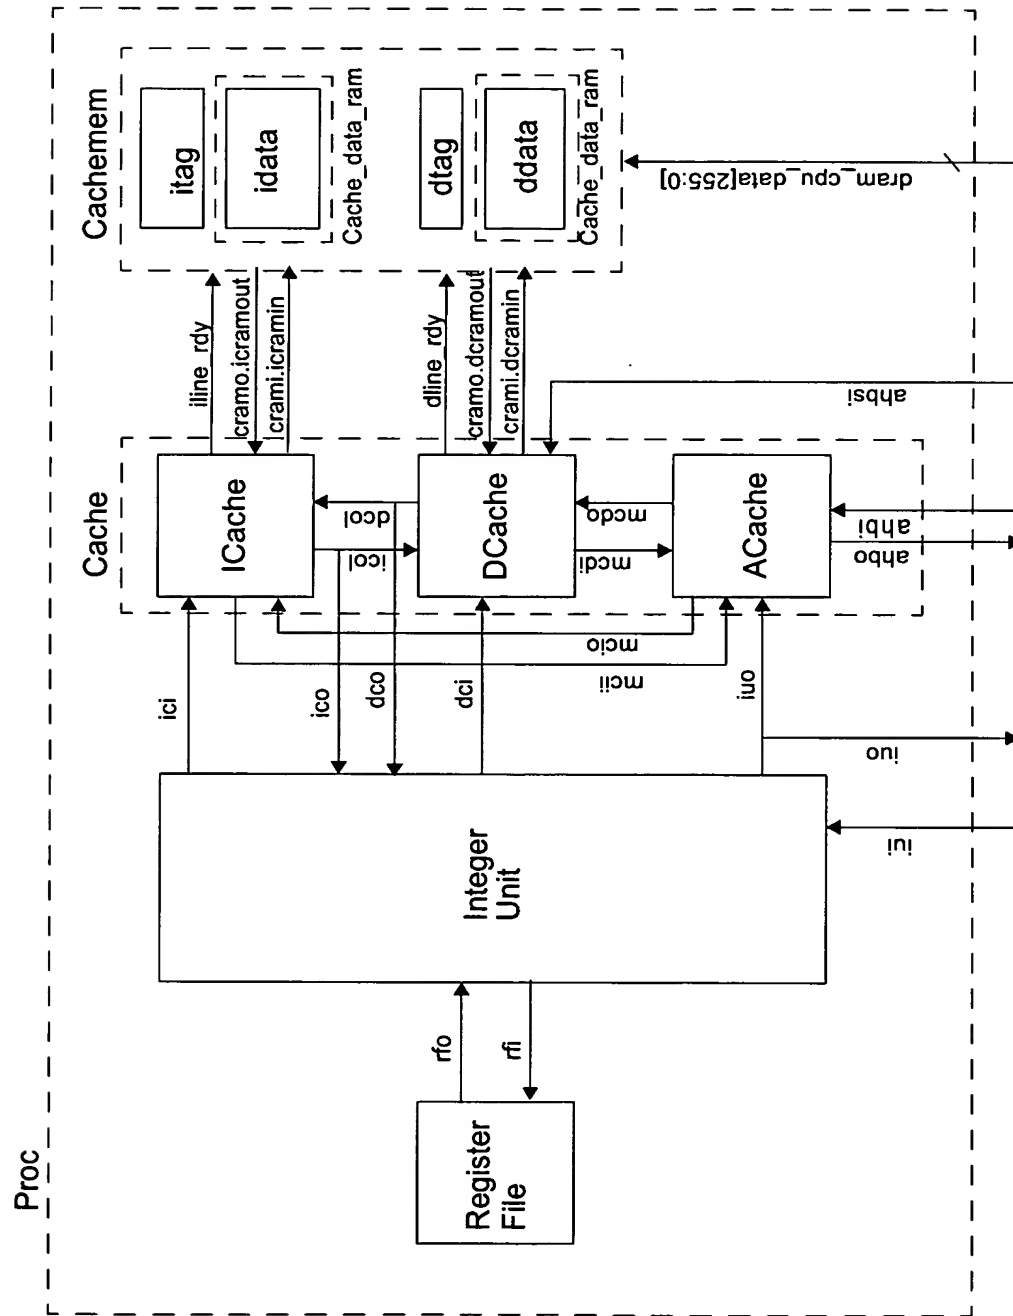 Proc
Cache
Cachemem
ici
ICache
iline_rdy
cramo.icramout
crami.icramin
itag
idata
Cache_data_ram
ico
dco
icol
dcol
mcii
mcio
dci
DCache
dline_rdy
cramo.dcramout
crami.dcramin
dtag
ddata
Cache_data_ram
rfo
rfi
Register
File
Integer
Unit
mcdi
mcdo
iuo
ACache
iui
iuo
ahbo
ahbi
ahbsi
dram_cpu_data[255:0]